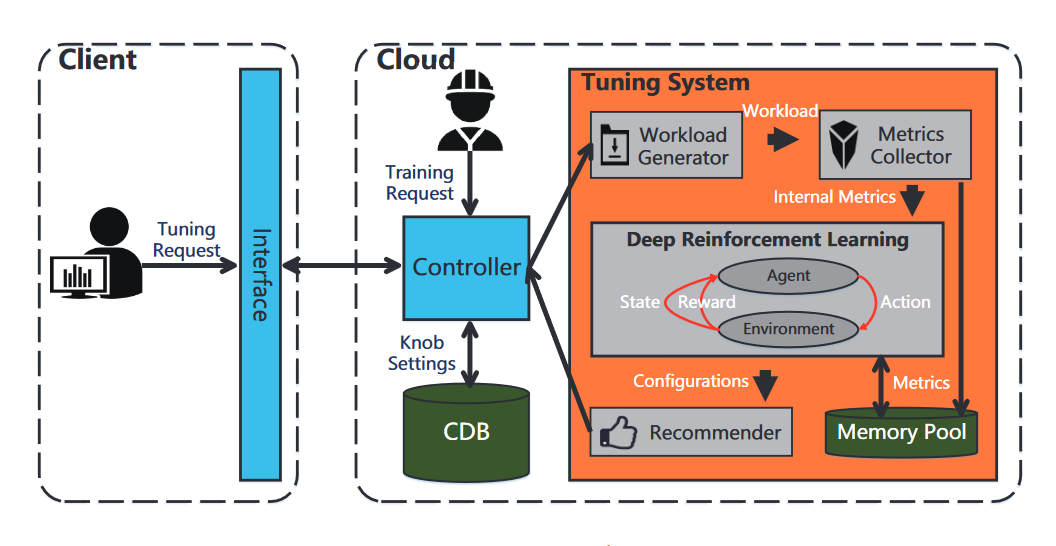 Client
Cloud
Tuning System
Workload
Generator
Workload
Metrics
Collector
Training
Request
Internal Metrics
Tuning
Request
Interface
Controller
Deep Reinforcement Learning
Agent
State
Reward
Action
Environment
Knob
Settings
Configurations
Metrics
CDB
Recommender
Memory Pool